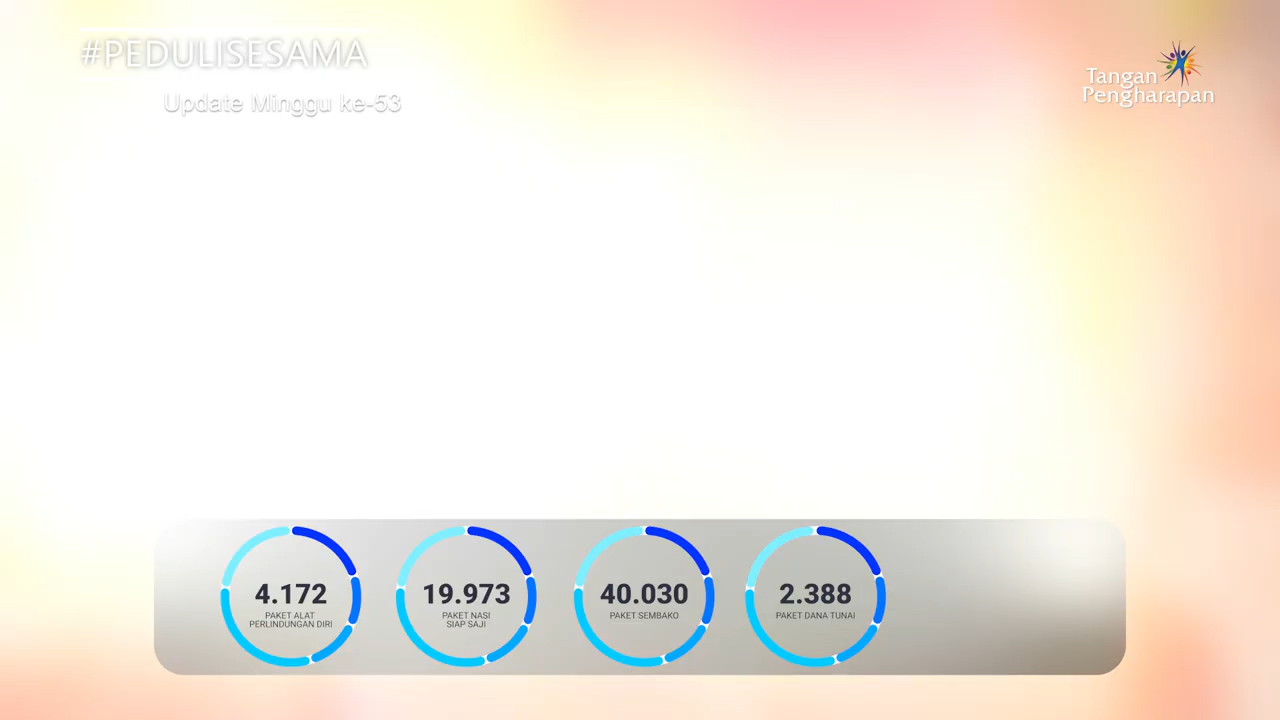 #PEDULISESAMA
Update Minggu ke-53
Tangan
Pengharapan
4.172
PAKET ALAT
PERLINDUNGAN DIRI
19.973
PAKET NASI
SIAP SAJI
40.030
PAKET SEMBAKO
2.388
PAKET DANA TUNAI